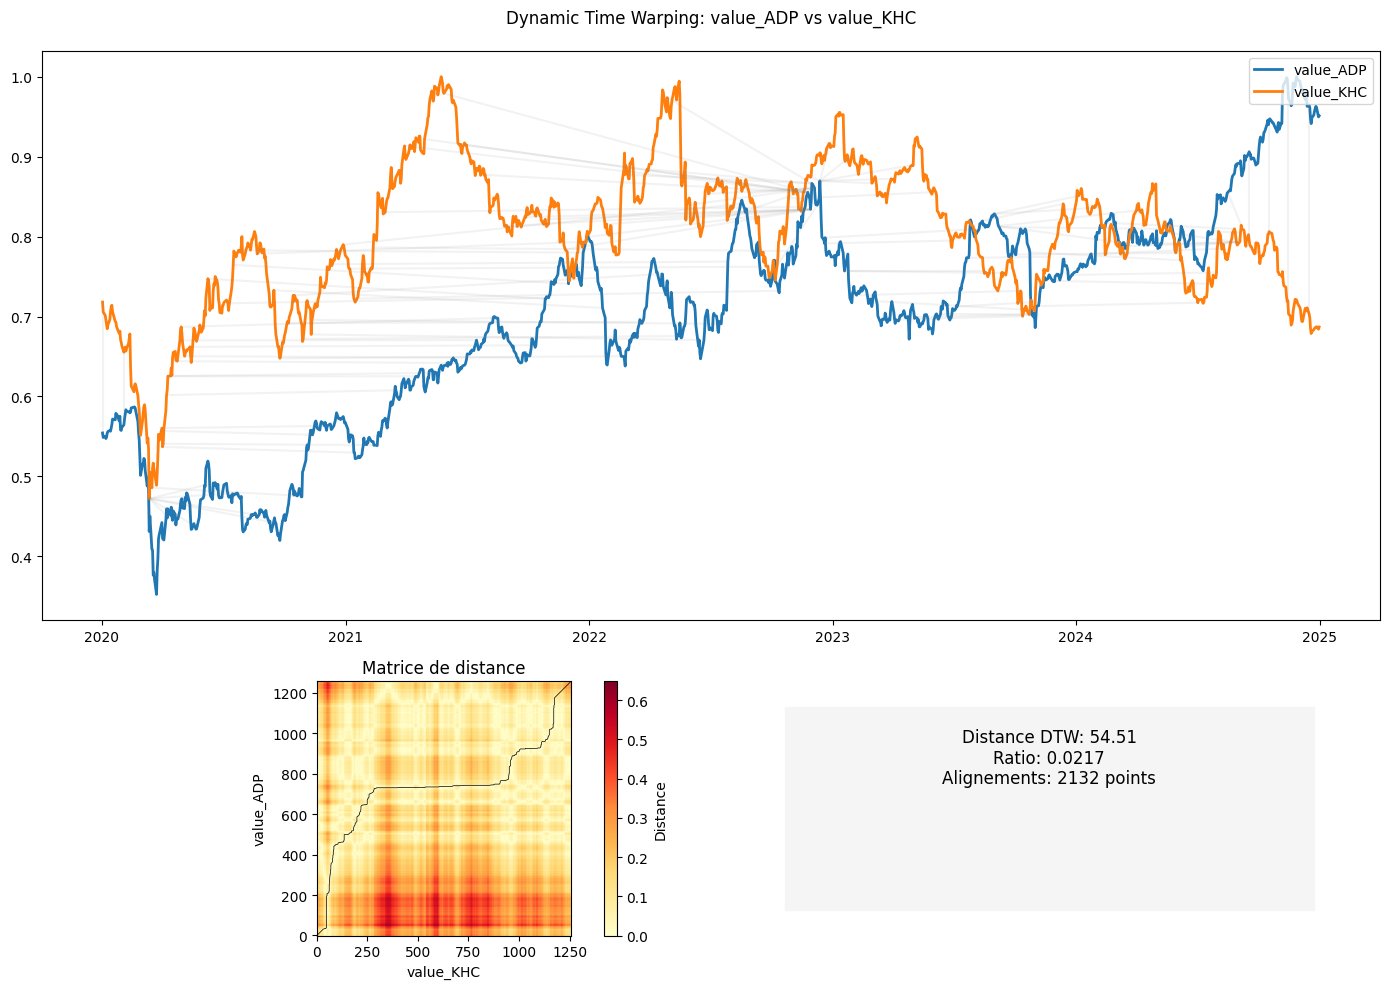 Dynamic Time Warping: value_ADP vs value_KHC
1.0
0.9
0.8
0.7
0.6
0.5
0.4
value_ADP
value_KHC
2020 2021 2022 2023 2024 2025
Matrice de distance
1200
1000
800
600
400
200
0
value_ADP
0 250 500 750 1000 1250
value_KHC
0.6
0.5
0.4
0.3
0.2
0.1
0.0
Distance
Distance DTW: 54.51
Ratio: 0.0217
Alignements: 2132 points